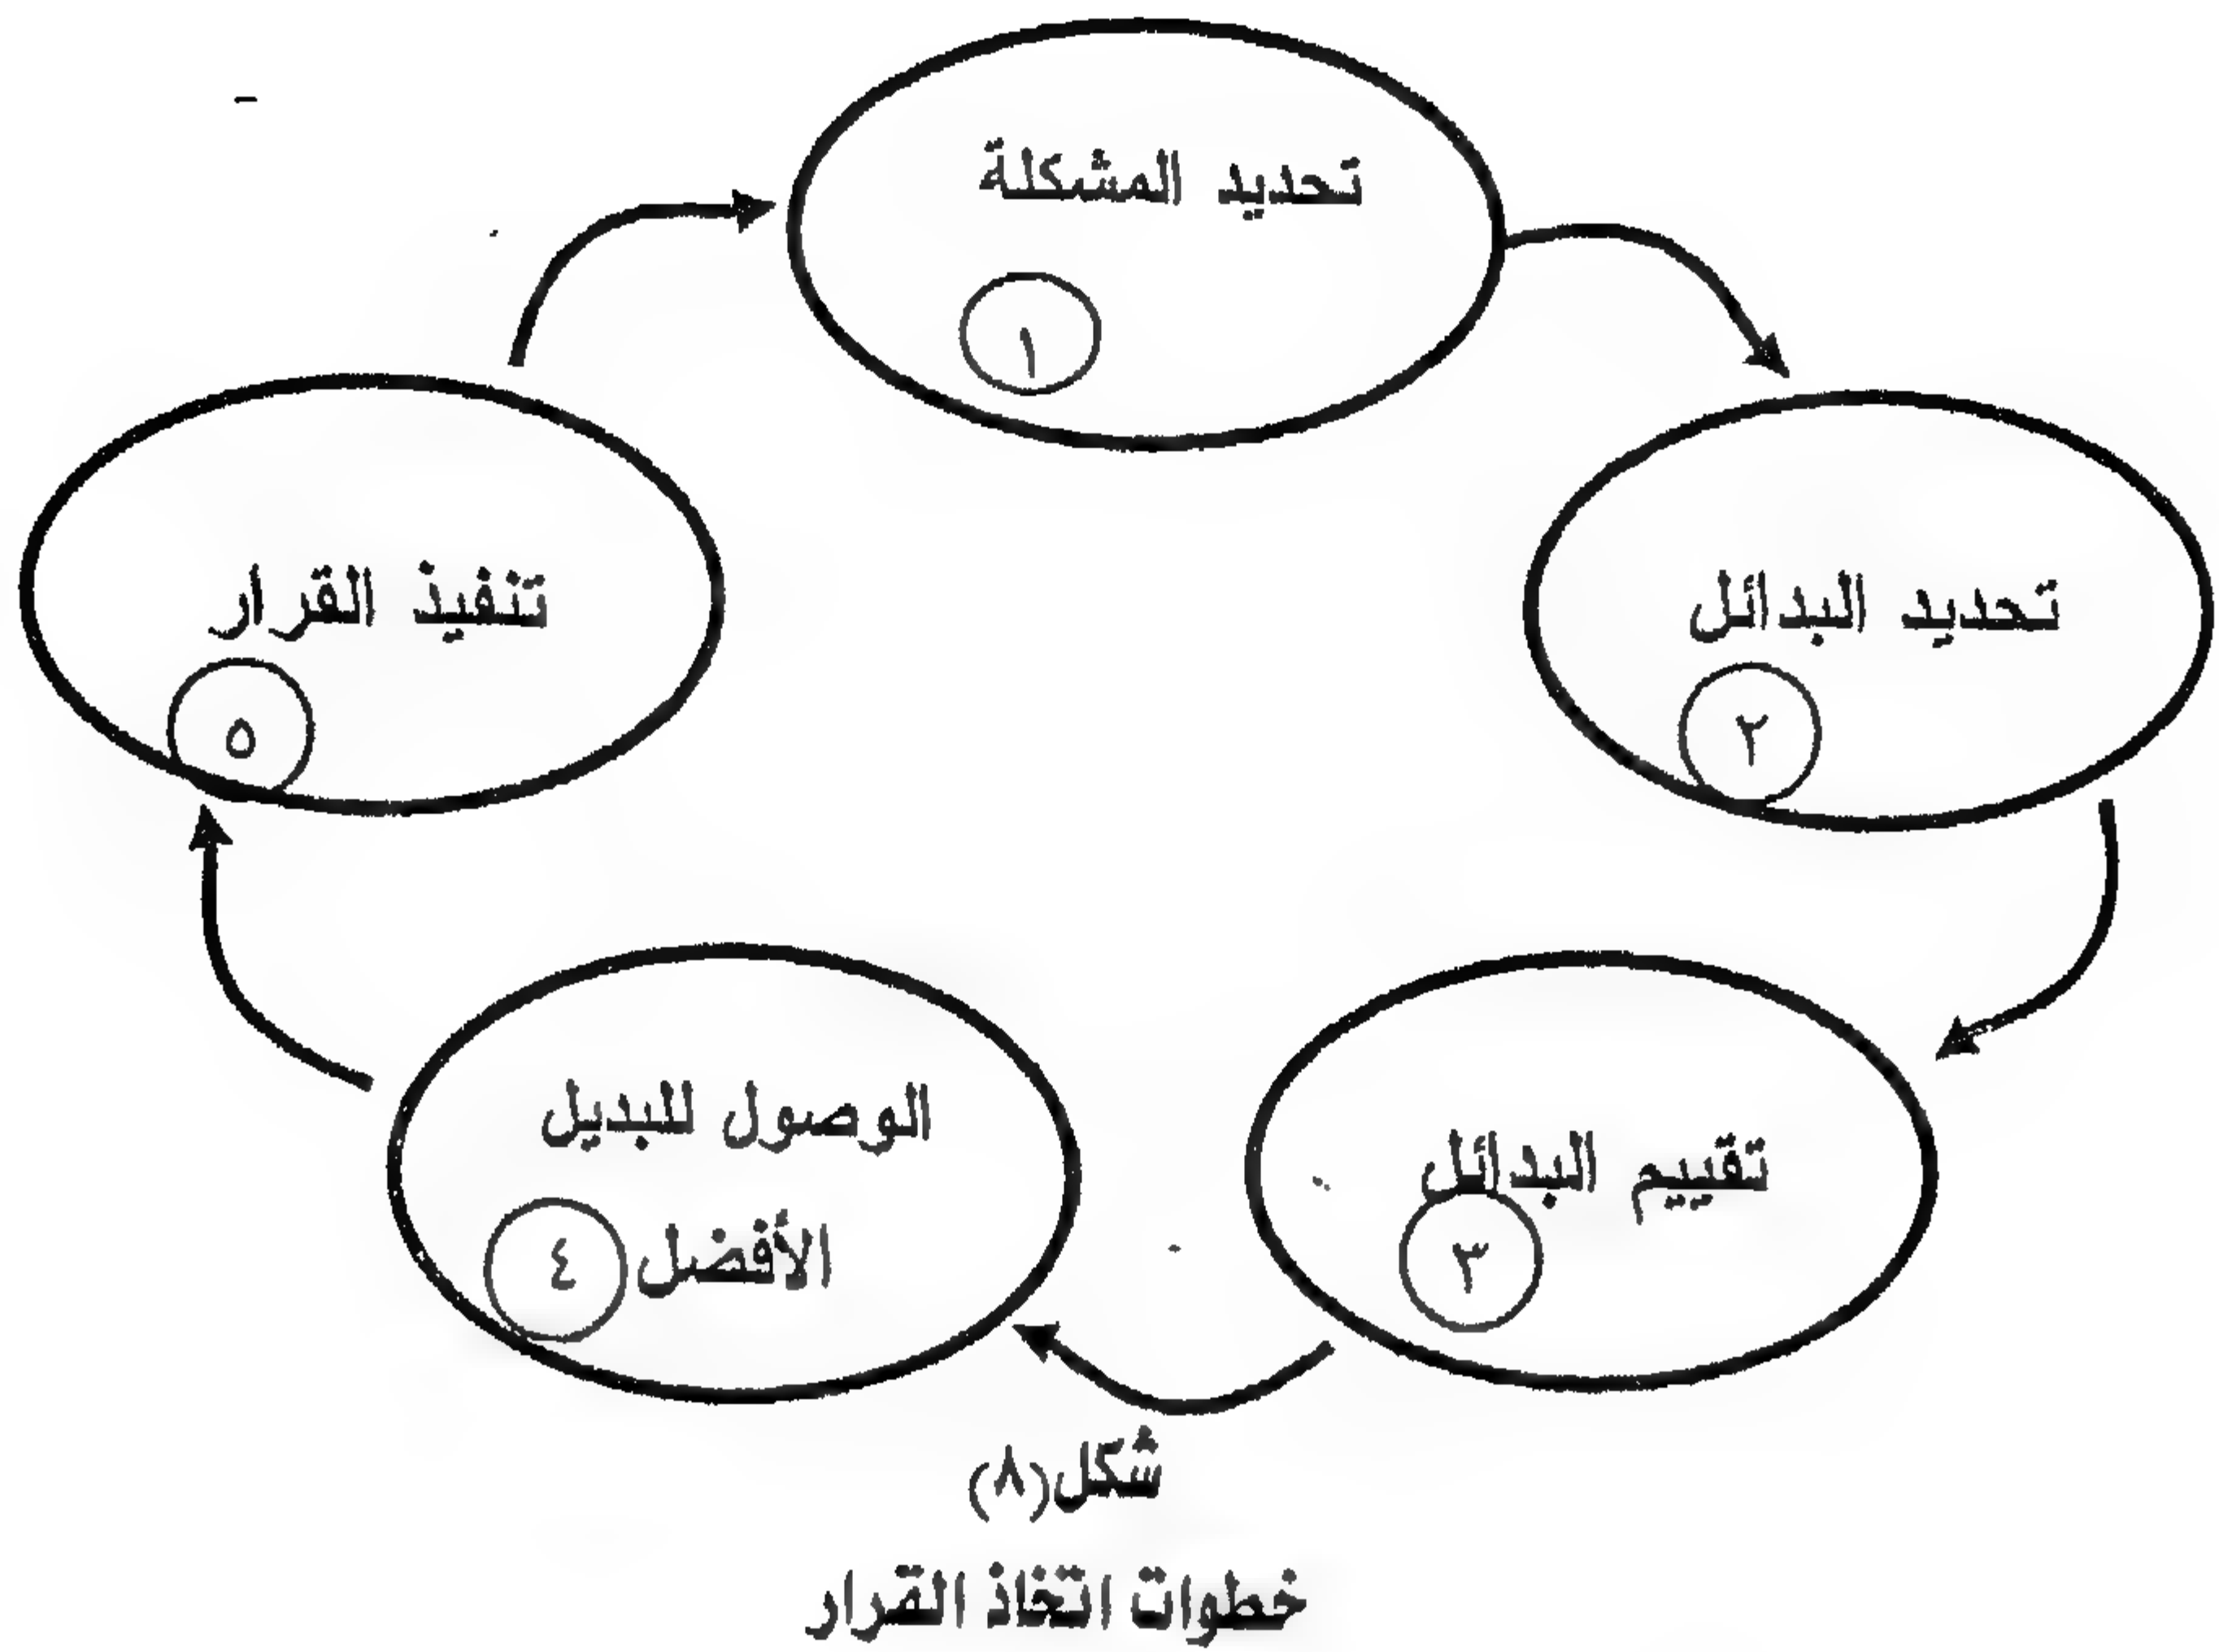 تحديد المشكلة
١
تحديد البدائل
٢
تقييم البدائل
٣
الوصول للبديل
الأفضل ٤
تنفيذ القرار
٥
شكل(٨)
خطوات اتخاذ القرار